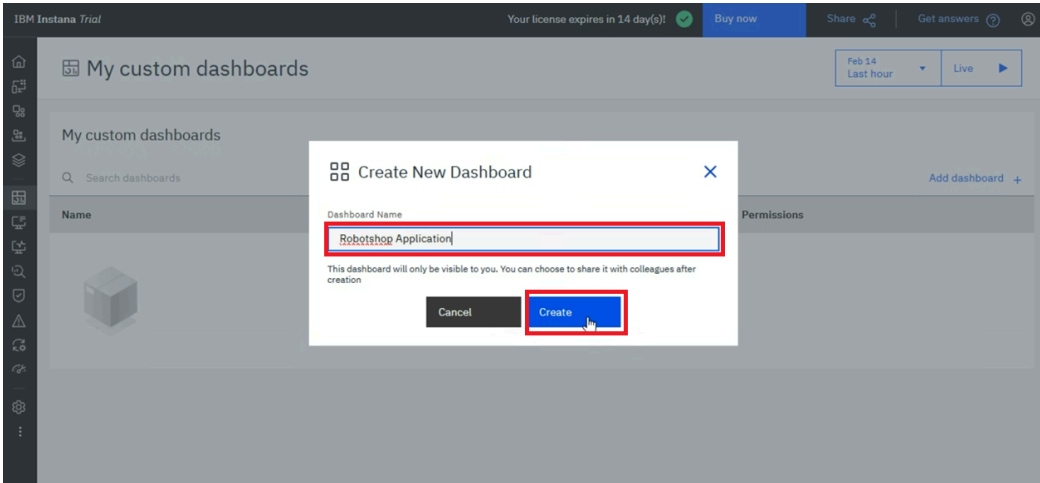 IBM Instana Trial
Your license expires in 14 day(s)!
Buy now
Share
Get answers
My custom dashboards
Feb 14
Last hour
Live
My custom dashboards
Search dashboards
Add dashboard +
Name
Permissions
Create New Dashboard
Dashboard Name
Robotshop Application
This dashboard will only be visible to you. You can choose to share it with colleagues after
creation
Cancel
Create